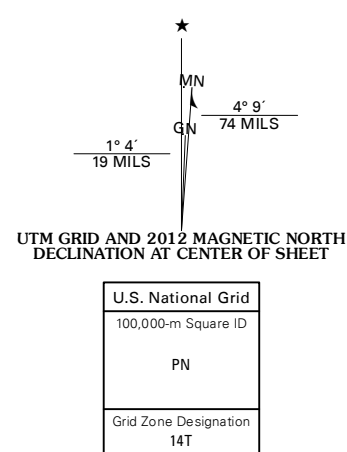 ★
MN
4° 9´
74 MILS
GN
1° 4´
19 MILS
UTM GRID AND 2012 MAGNETIC NORTH
DECLINATION AT CENTER OF SHEET
U.S. National Grid
100,000-m Square ID
PN
Grid Zone Designation
14T